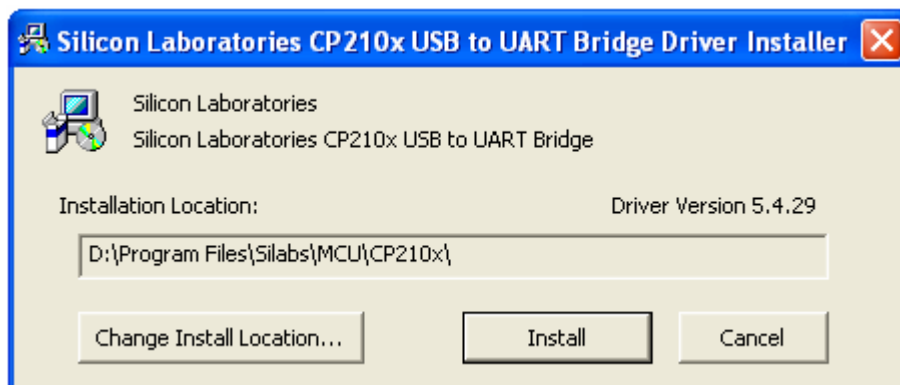 Silicon Laboratories CP210x USB to UART Bridge Driver Installer
Silicon Laboratories
Silicon Laboratories CP210x USB to UART Bridge
Installation Location: Driver Version 5.4.29
D:\Program Files\Silabs\MCU\CP210x\
Change Install Location... Install Cancel